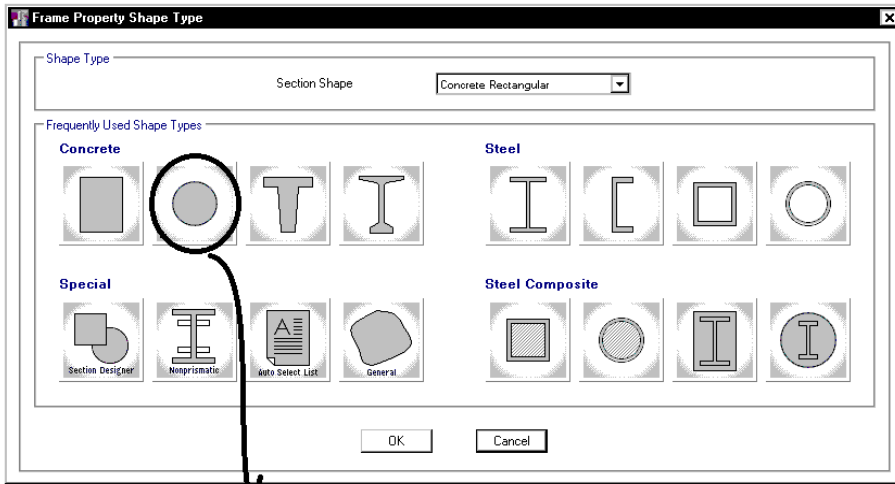 Frame Property Shape Type
Shape Type
Section Shape
Concrete Rectangular
Frequently Used Shape Types
Concrete
Steel
Special
Steel Composite
Section Designer
Nonprismatic
Auto Select List
General
OK
Cancel